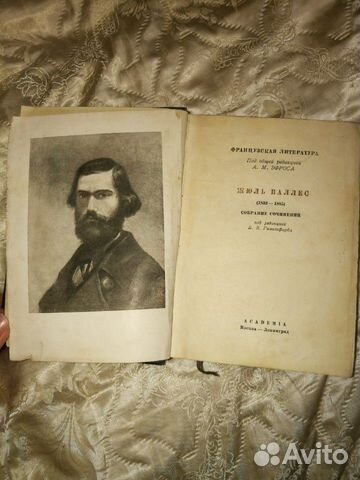 ФРАНЦУЗСКАЯ ЛИТЕРАТУРА
Под общей редакцией
А. М. ЭФРОСА
ЖЮЛЬ ВАЛЛЕС
(1832 — 1885)
СОБРАНИЕ СОЧИНЕНИЙ
под редакцией
ACADEMIA
Москва — Ленинград
Avito